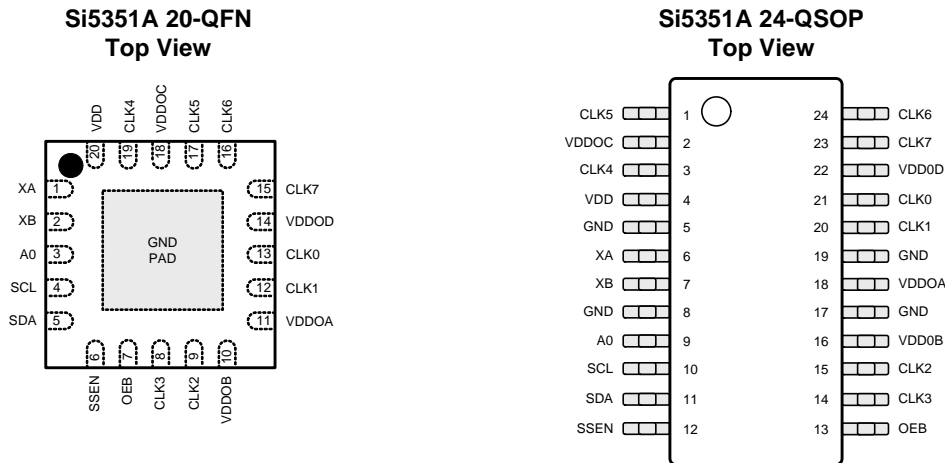 Si5351A 20-QFN
Top View
VDD
CLK4
VDDOC
CLK5
CLK6
20
19
18
17
16
XA 1
XB 2
A0 3
SCL 4
SDA 5
GND
PAD
15 CLK7
14 VDDOD
13 CLK0
12 CLK1
11 VDDOA
6
7
8
9
10
SSEN
OEB
CLK3
CLK2
VDDOB
Si5351A 24-QSOP
Top View
CLK5 1 24 CLK6
VDDOC 2 23 CLK7
CLK4 3 22 VDD0D
VDD 4 21 CLK0
GND 5 20 CLK1
XA 6 19 GND
XB 7 18 VDDOA
GND 8 17 GND
A0 9 16 VDD0B
SCL 10 15 CLK2
SDA 11 14 CLK3
SSEN 12 13 OEB